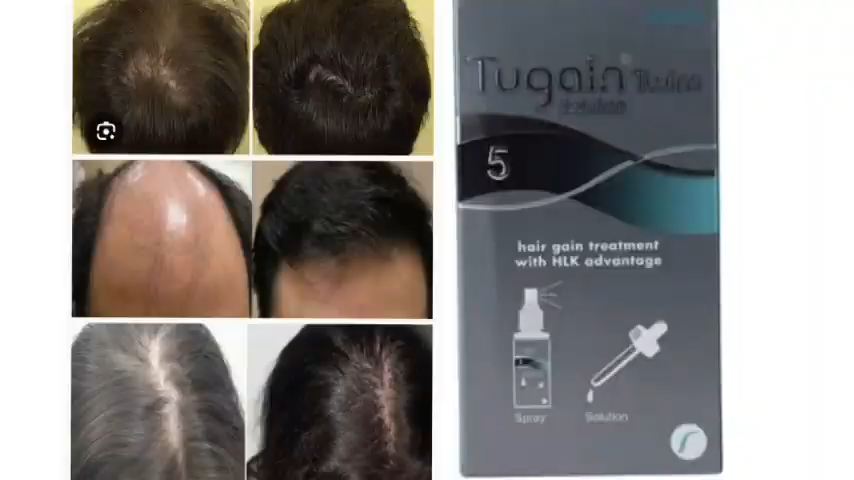 Tugain®
5
hair gain treatment
with HLK advantage
Spray
Solution